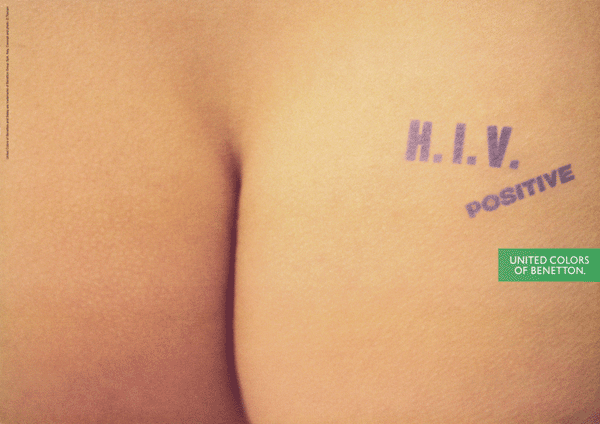 H.I.V.
POSITIVE
UNITED COLORS
OF BENETTON.